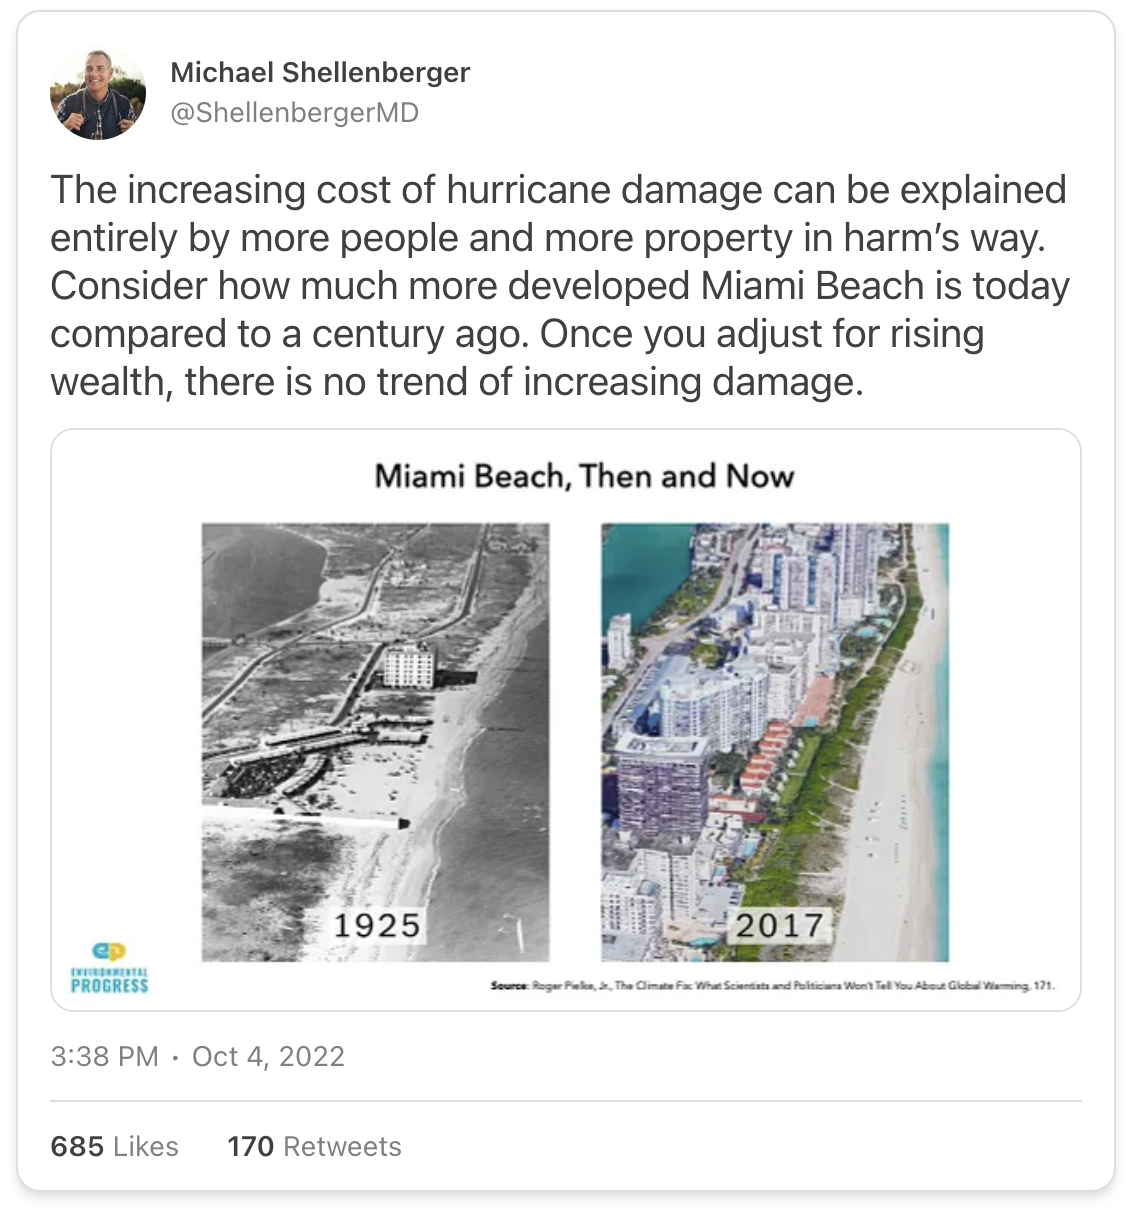 Michael Shellenberger
@ShellenbergerMD
The increasing cost of hurricane damage can be explained
entirely by more people and more property in harm’s way.
Consider how much more developed Miami Beach is today
compared to a century ago. Once you adjust for rising
wealth, there is no trend of increasing damage.
Miami Beach, Then and Now
1925
2017
ep
ENVIRONMENTAL
PROGRESS
Source: Roger Pielke, Jr., The Climate Fix: What Scientists and Politicians Won't Tell You About Global Warming, 171.
3:38 PM · Oct 4, 2022
685 Likes 170 Retweets